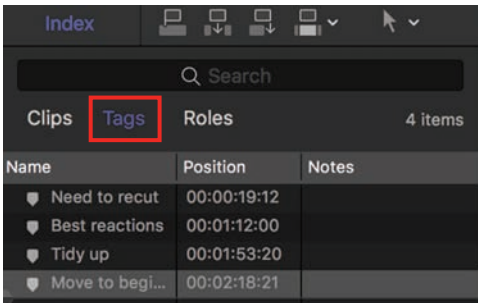 Index
Search
Clips Tags Roles 4 items
Name Position Notes
Need to recut 00:00:19:12
Best reactions 00:01:12:00
Tidy up 00:01:53:20
Move to begi... 00:02:18:21